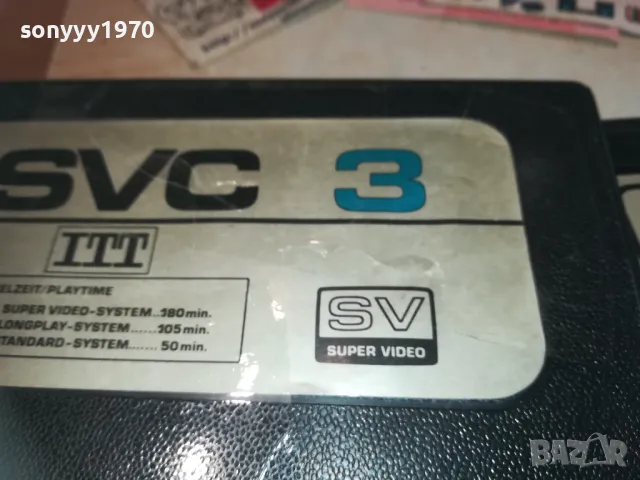 sonyyy1970
SVC 3
ITT
ELZEIT/PLAYTIME
SUPER VIDEO-SYSTEM..180 min.
LONGPLAY-SYSTEM......105 min.
TANDARD-SYSTEM....... 50 min.
SV
SUPER VIDEO
BAZAR